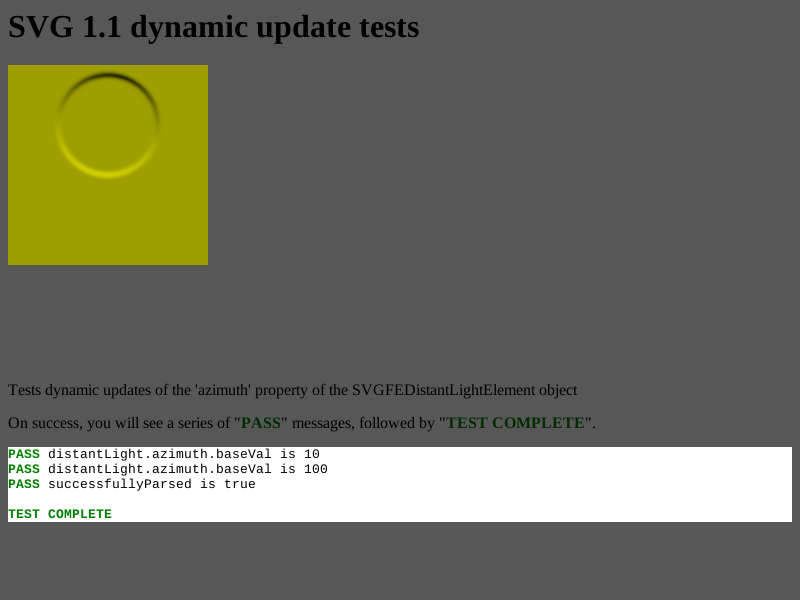 SVG 1.1 dynamic update tests
Tests dynamic updates of the 'azimuth' property of the SVGFEDistantLightElement object
On success, you will see a series of "PASS" messages, followed by "TEST COMPLETE".
PASS distantLight.azimuth.baseVal is 10
PASS distantLight.azimuth.baseVal is 100
PASS successfullyParsed is true
TEST COMPLETE